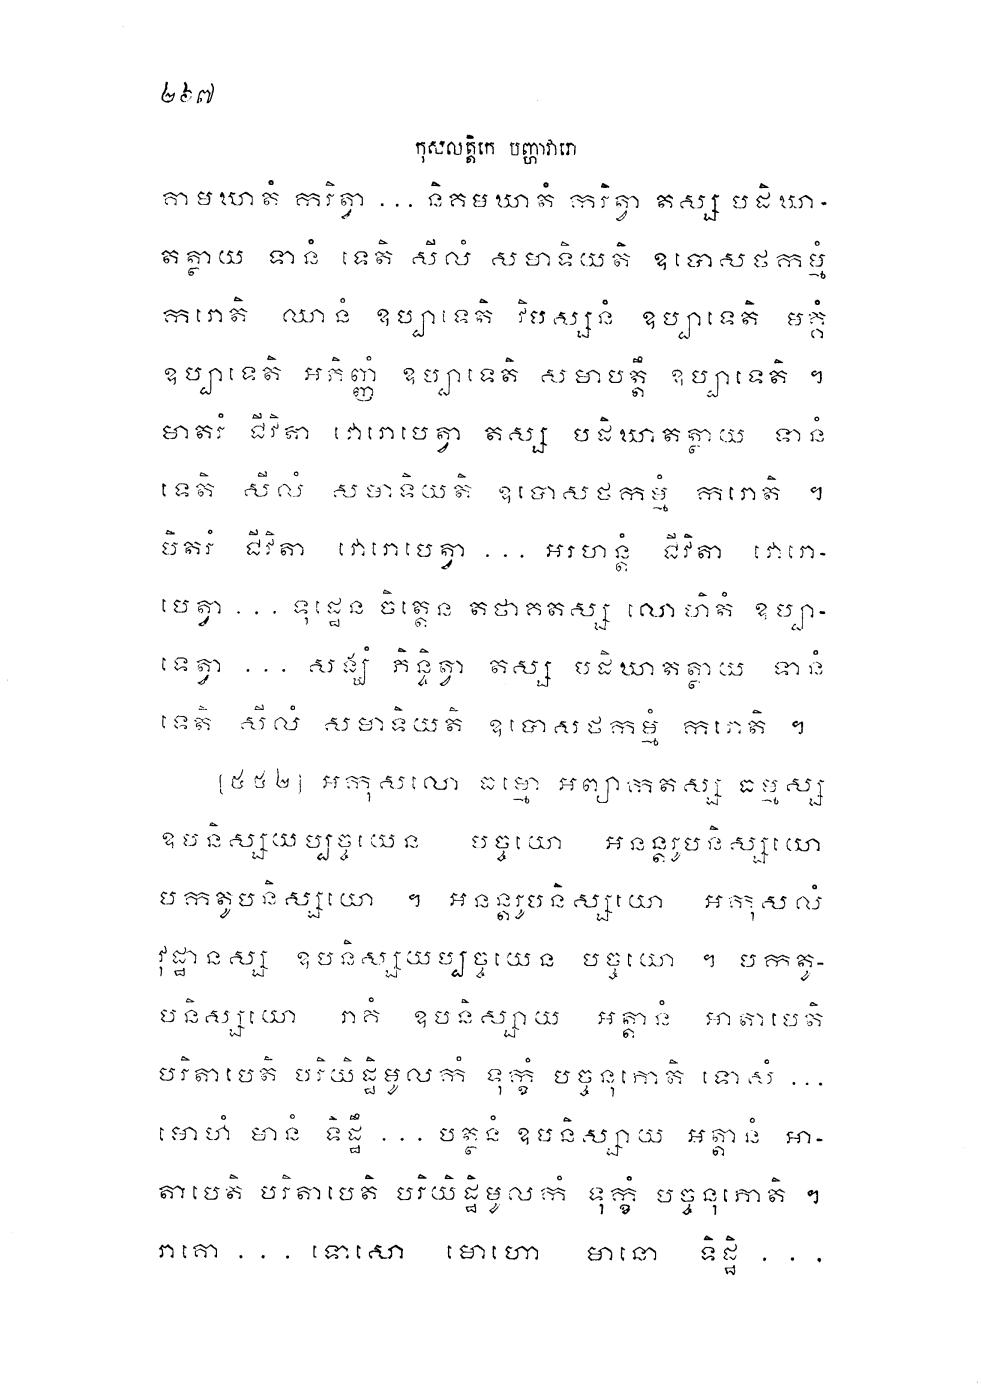 ២៦៧
កុសលត្តិកេ បញ្ហាវារោ
គាមឃាតំ ករិត្វា ... និគមឃាតំ ករិត្វា តស្ស បដិឃា-
តត្ថាយ ទានំ ទេតិ សីលំ សមាទិយតិ ឧបោសថកម្មំ
ករោតិ ឈានំ ឧប្បាទេតិ វិបស្សនំ ឧប្បាទេតិ មគ្គំ
ឧប្បាទេតិ អភិញ្ញំ ឧប្បាទេតិ សមាបត្តឹ ឧប្បាទេតិ ។
មាតរំ ជីវិតា វោរោបេត្វា តស្ស បដិឃាតត្ថាយ ទានំ
ទេតិ សីលំ សមាទិយតិ ឧបោសថកម្មំ ករោតិ ។
បិតរំ ជីវិតា វោរោបេត្វា ... អរហន្តំ ជីវិតា វោរោ-
បេត្វា ... ទុដ្ឋេន ចិត្តេន តថាគតស្ស លោហិតំ ឧប្បា-
ទេត្វា ... សង្ឃំ ភិន្ទិត្វា តស្ស បដិឃាតត្ថាយ ទានំ
ទេតិ សីលំ សមាទិយតិ ឧបោសថកម្មំ ករោតិ ។
[៥៥២] អកុសលោ ធម្មោ អព្យាកតស្ស ធម្មស្ស
ឧបនិស្សយប្បច្ចយេន បច្ចយោ អនន្តរូបនិស្សយោ
បកតូបនិស្សយោ ។ អនន្តរូបនិស្សយោ អកុសលំ
វុដ្ឋានស្ស ឧបនិស្សយប្បច្ចយេន បច្ចយោ ។ បកតូ-
បនិស្សយោ រាគំ ឧបនិស្សាយ អត្តានំ អាតាបេតិ
បរិតាបេតិ បរិយិដ្ឋិមូលកំ ទុក្ខំ បច្ចនុភោតិ ទោសំ ...
មោហំ មានំ ទិដ្ឋឹ ... បត្ថនំ ឧបនិស្សាយ អត្តានំ អា-
តាបេតិ បរិតាបេតិ បរិយិដ្ឋិមូលកំ ទុក្ខំ បច្ចនុភោតិ ។
រាគោ ... ទោសោ មោហោ មានោ ទិដ្ឋិ ...